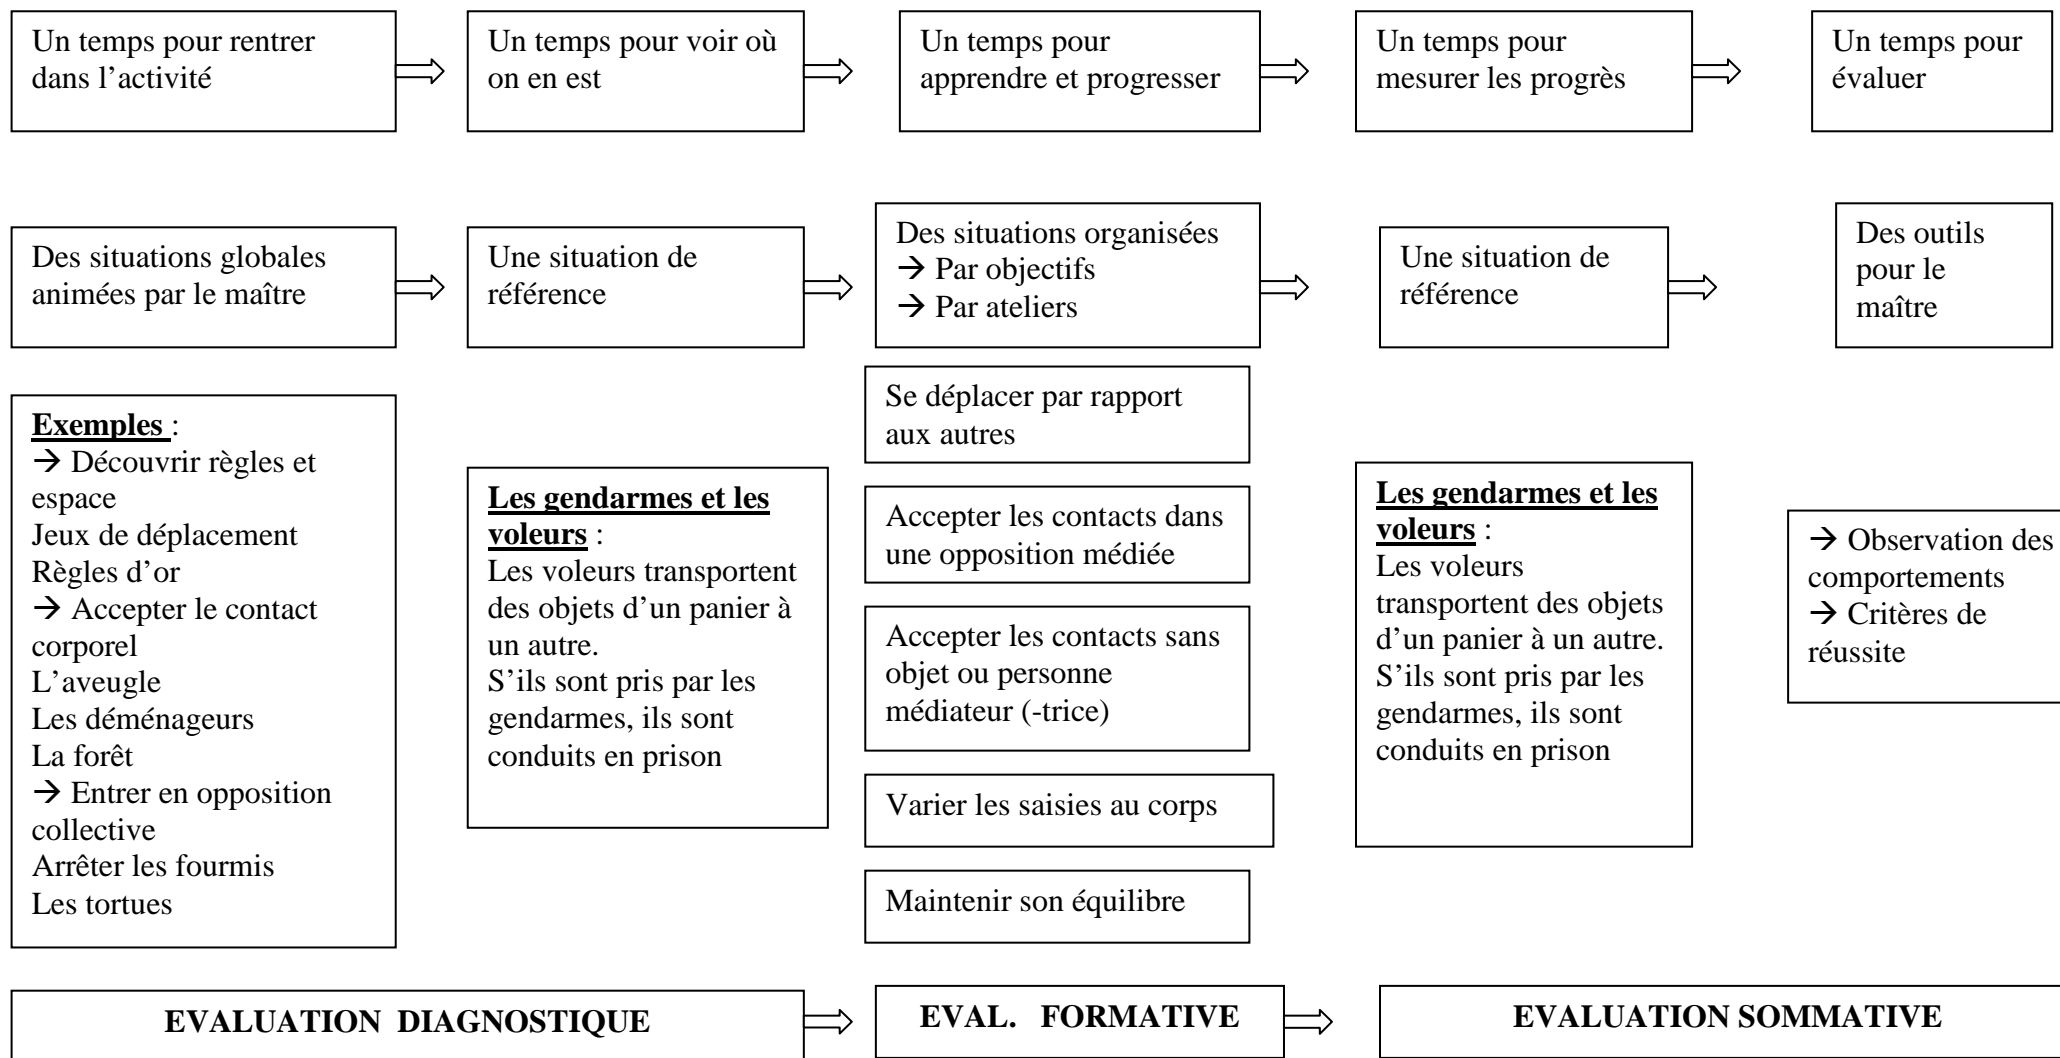 Un temps pour rentrer
dans l’activité
Un temps pour voir où
on en est
Un temps pour
apprendre et progresser
Un temps pour
mesurer les progrès
Un temps pour
évaluer
Des situations globales
animées par le maître
Une situation de
référence
Des situations organisées
→ Par objectifs
→ Par ateliers
Une situation de
référence
Des outils
pour le
maître
Exemples :
→ Découvrir règles et
espace
Jeux de déplacement
Règles d’or
→ Accepter le contact
corporel
L’aveugle
Les déménageurs
La forêt
→ Entrer en opposition
collective
Arrêter les fourmis
Les tortues
Les gendarmes et les
voleurs :
Les voleurs transportent
des objets d’un panier à
un autre.
S’ils sont pris par les
gendarmes, ils sont
conduits en prison
Se déplacer par rapport
aux autres
Accepter les contacts dans
une opposition médiée
Accepter les contacts sans
objet ou personne
médiateur (-trice)
Varier les saisies au corps
Maintenir son équilibre
Les gendarmes et les
voleurs :
Les voleurs
transportent des objets
d’un panier à un autre.
S’ils sont pris par les
gendarmes, ils sont
conduits en prison
→ Observation des
comportements
→ Critères de
réussite
EVALUATION DIAGNOSTIQUE
EVAL. FORMATIVE
EVALUATION SOMMATIVE